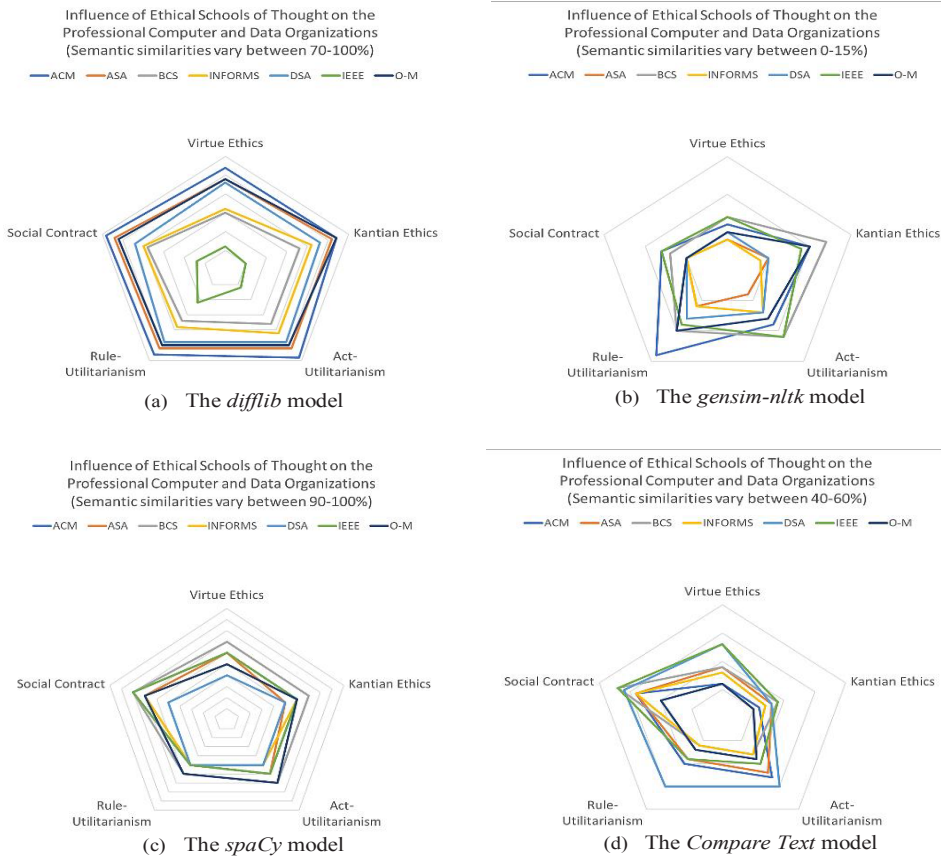 Influence of Ethical Schools of Thought on the
Professional Computer and Data Organizations
(Semantic similarities vary between 70-100%)
ACM ASA BCS INFORMS DSA IEEE O-M
Virtue Ethics
Social Contract
Kantian Ethics
Rule-
Utilitarianism
Act-
Utilitarianism
(a) The difflib model
Influence of Ethical Schools of Thought on the
Professional Computer and Data Organizations
(Semantic similarities vary between 0-15%)
ACM ASA BCS INFORMS DSA IEEE O-M
Virtue Ethics
Social Contract
Kantian Ethics
Rule-
Utilitarianism
Act-
Utilitarianism
(b) The gensim-nltk model
Influence of Ethical Schools of Thought on the
Professional Computer and Data Organizations
(Semantic similarities vary between 90-100%)
ACM ASA BCS INFORMS DSA IEEE O-M
Virtue Ethics
Social Contract
Kantian Ethics
Rule-
Utilitarianism
Act-
Utilitarianism
(c) The spaCy model
Influence of Ethical Schools of Thought on the
Professional Computer and Data Organizations
(Semantic similarities vary between 40-60%)
ACM ASA BCS INFORMS DSA IEEE O-M
Virtue Ethics
Social Contract
Kantian Ethics
Rule-
Utilitarianism
Act-
Utilitarianism
(d) The Compare Text model